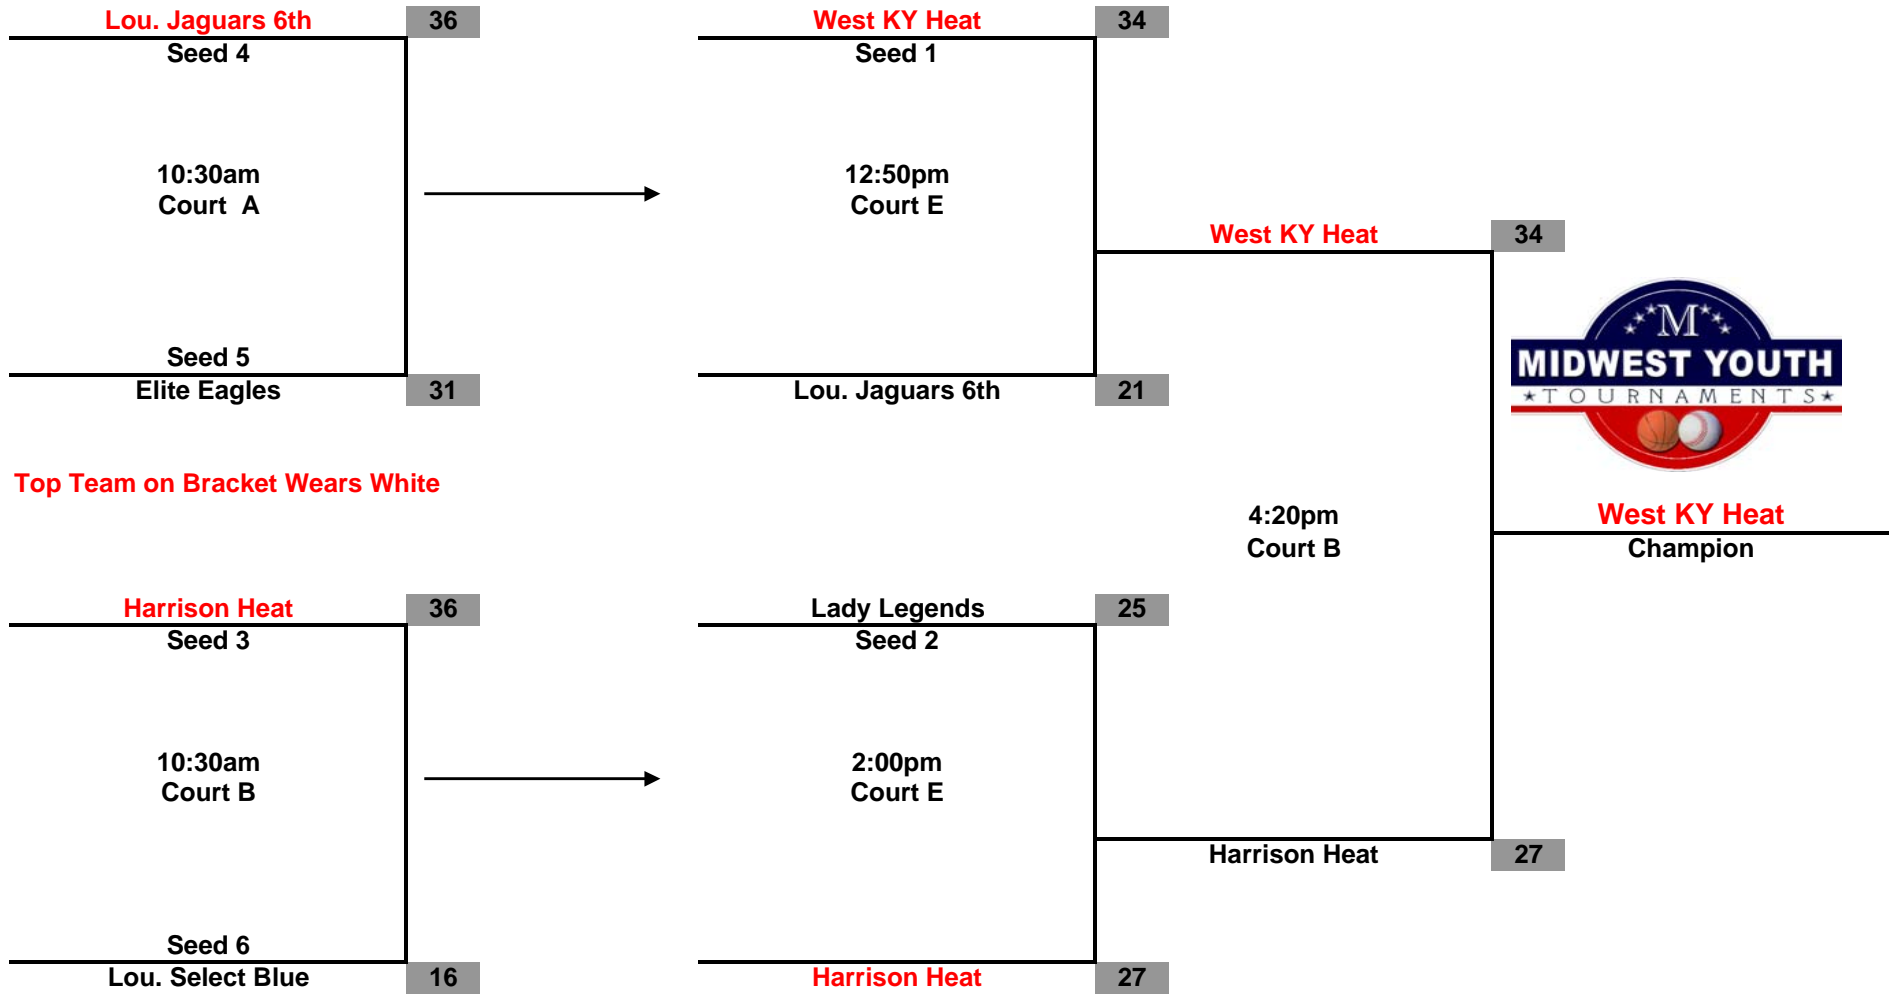 Lou. Jaguars 6th 36
Seed 4
10:30am
Court A
Seed 5
Elite Eagles 31
West KY Heat 34
Seed 1
12:50pm
Court E
Lou. Jaguars 6th 21
West KY Heat 34
M
MIDWEST YOUTH
TOURNAMENTS
Top Team on Bracket Wears White
4:20pm
Court B
West KY Heat
Champion
Harrison Heat 36
Seed 3
10:30am
Court B
Seed 6
Lou. Select Blue 16
Lady Legends 25
Seed 2
2:00pm
Court E
Harrison Heat 27
Harrison Heat 27